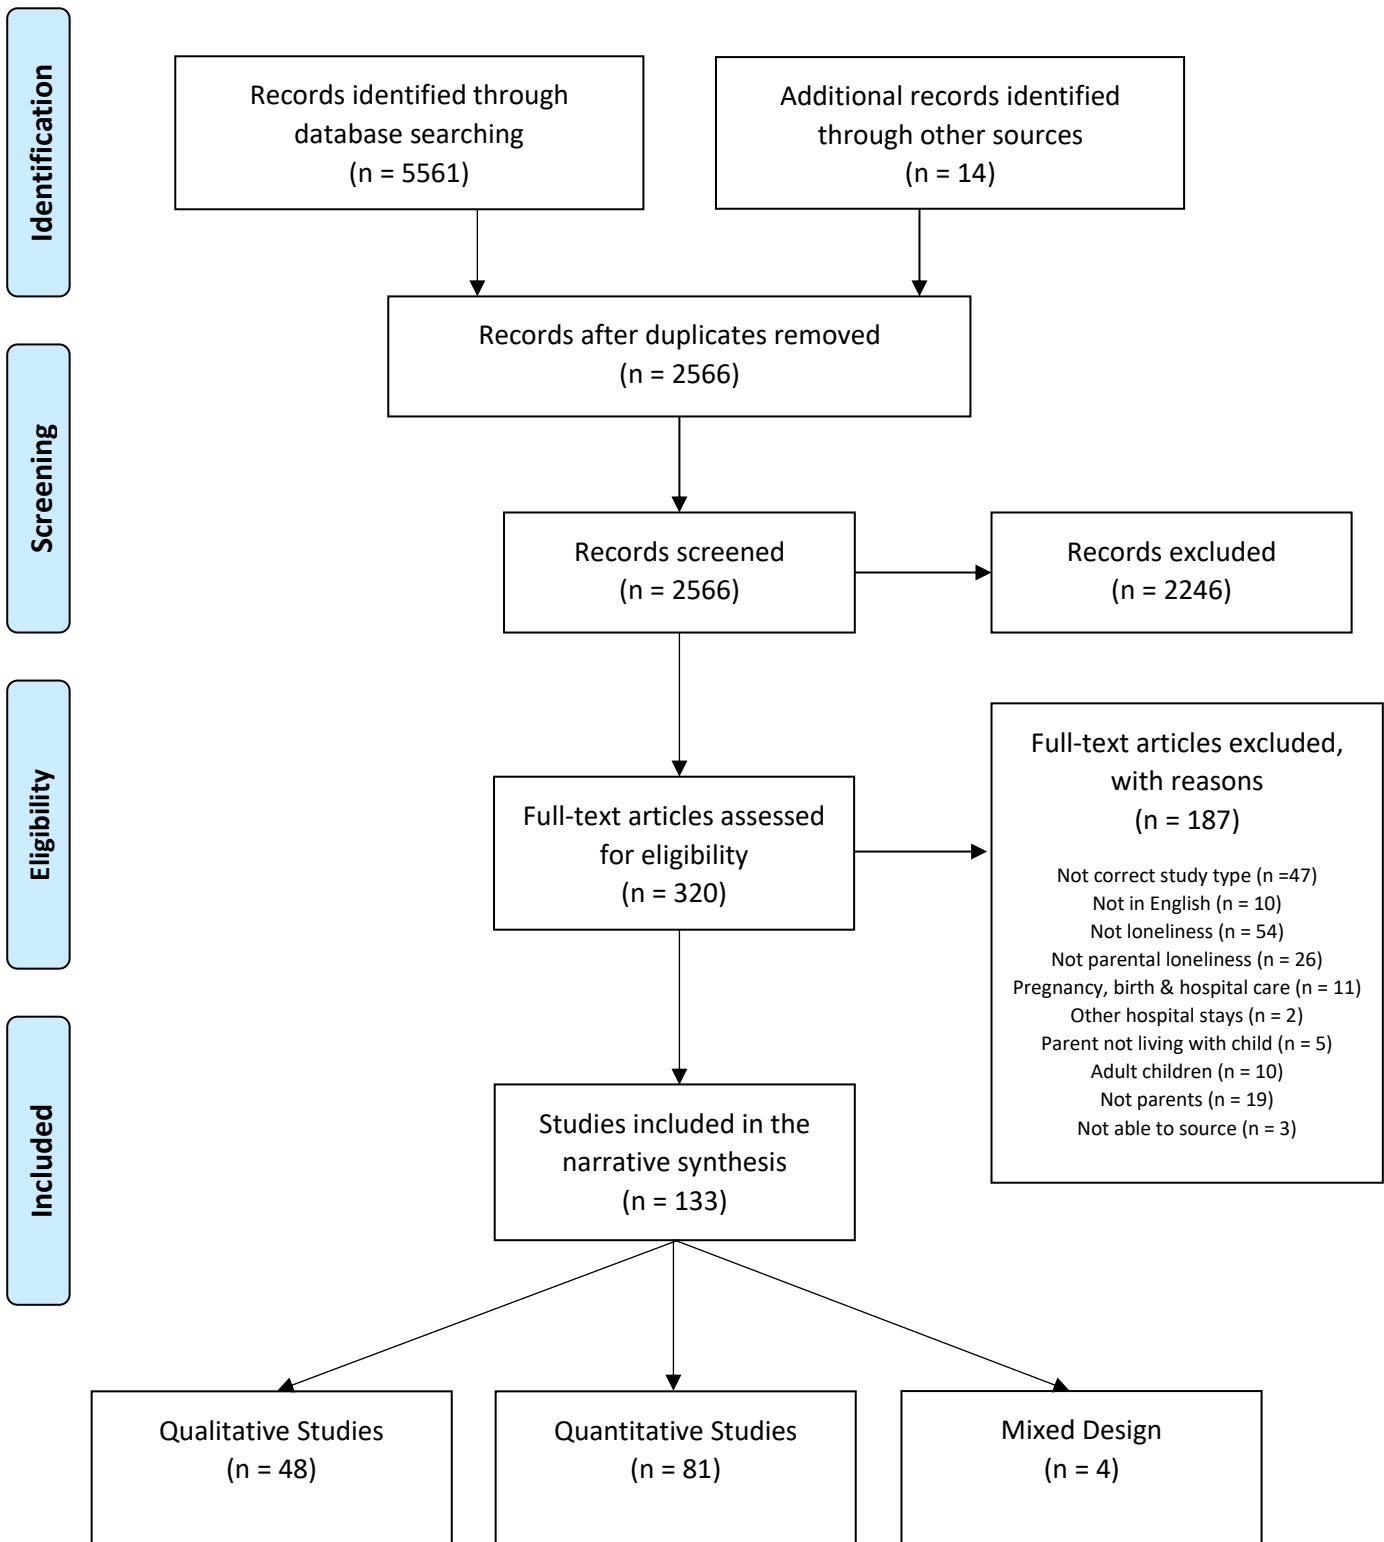 Identification
Records identified through
database searching
(n = 5561)
Additional records identified
through other sources
(n = 14)
Records after duplicates removed
(n = 2566)
Screening
Records screened
(n = 2566)
Records excluded
(n = 2246)
Eligibility
Full-text articles assessed
for eligibility
(n = 320)
Full-text articles excluded,
with reasons
(n = 187)
Not correct study type (n =47)
Not in English (n = 10)
Not loneliness (n = 54)
Not parental loneliness (n = 26)
Pregnancy, birth & hospital care (n = 11)
Other hospital stays (n = 2)
Parent not living with child (n = 5)
Adult children (n = 10)
Not parents (n = 19)
Not able to source (n = 3)
Included
Studies included in the
narrative synthesis
(n = 133)
Qualitative Studies
(n = 48)
Quantitative Studies
(n = 81)
Mixed Design
(n = 4)